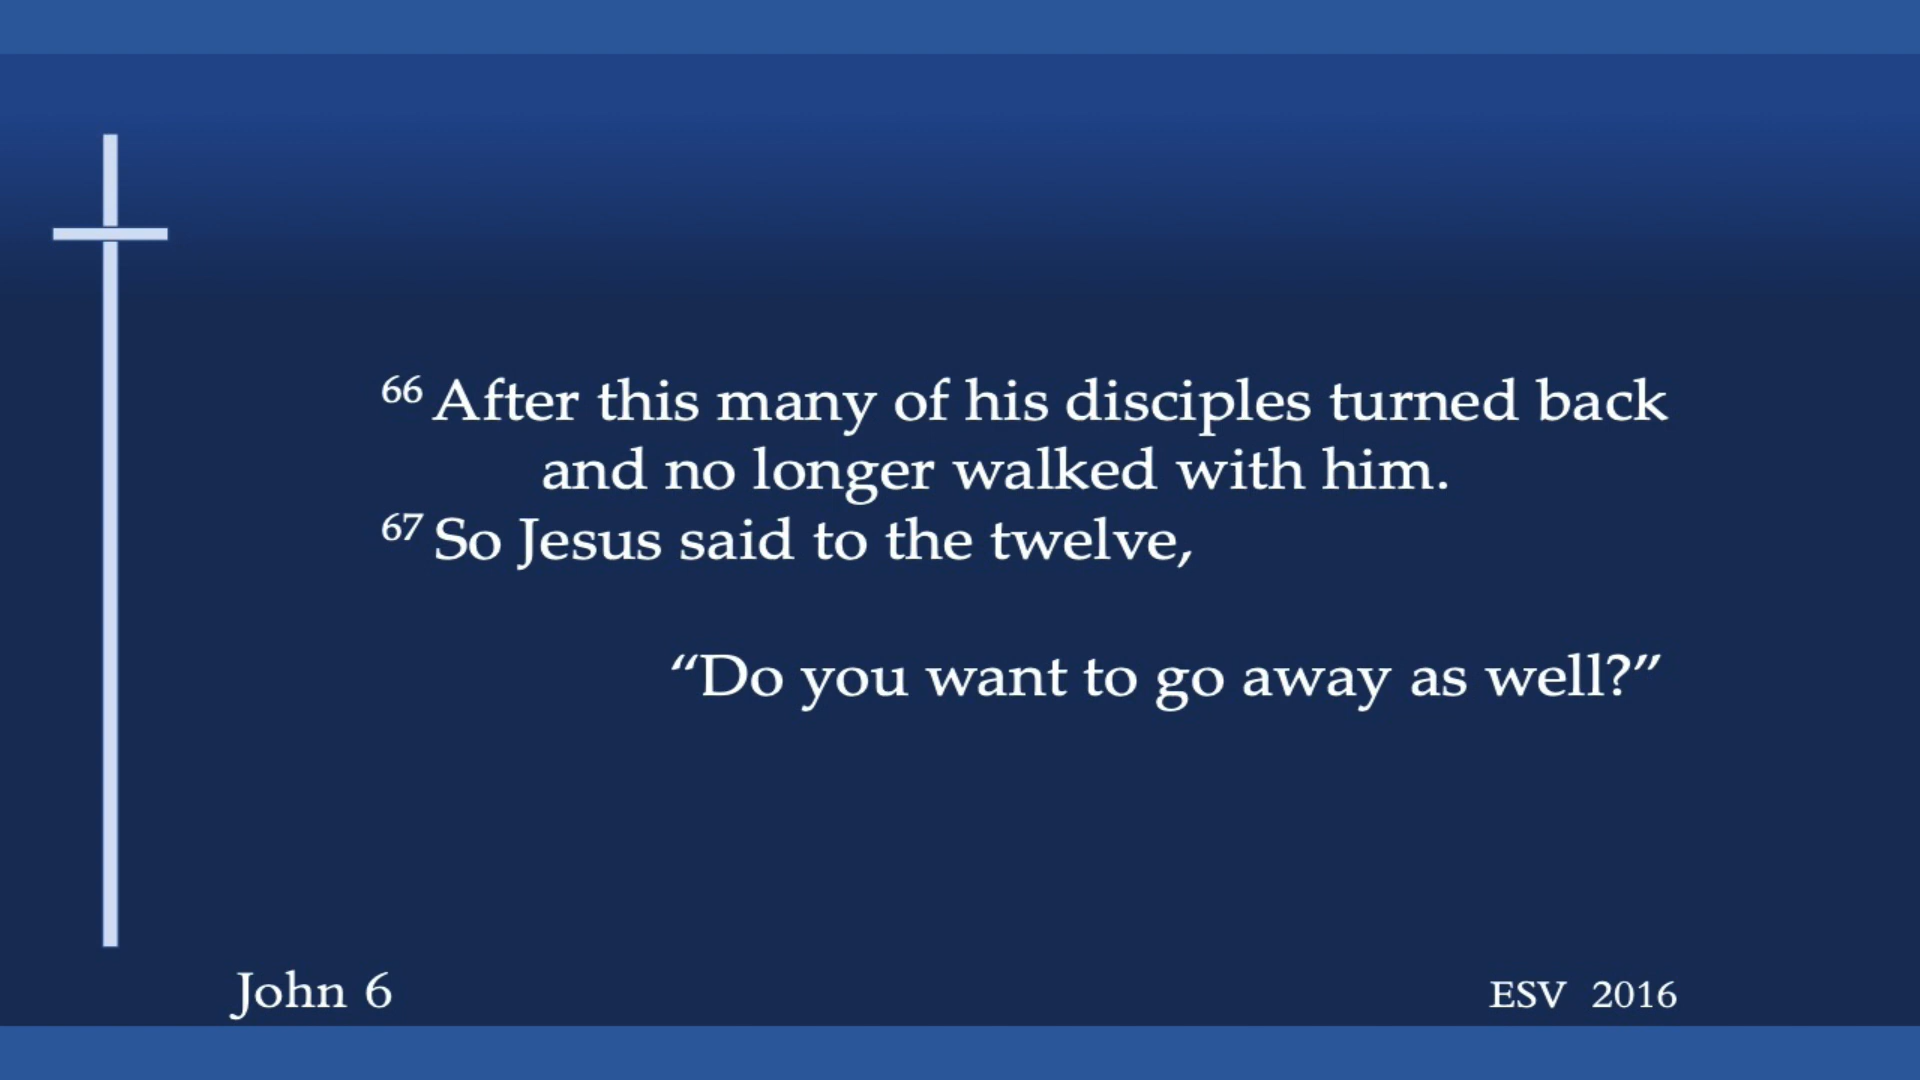 66 After this many of his disciples turned back
and no longer walked with him.
67 So Jesus said to the twelve,
“Do you want to go away as well?”
John 6
ESV 2016